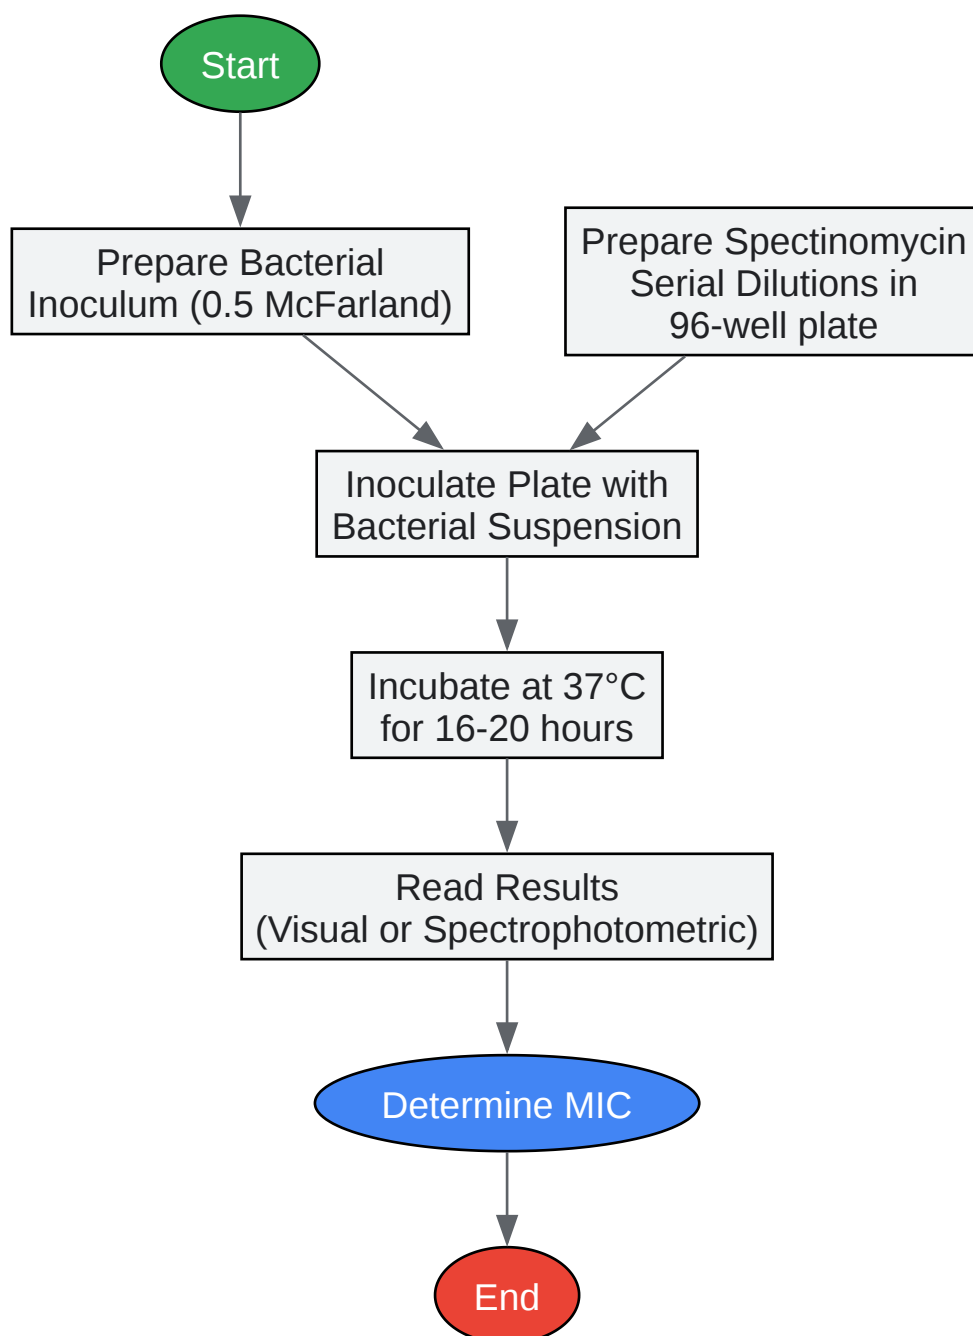 Start
Prepare Bacterial
Inoculum (0.5 McFarland)
Prepare Spectinomycin
Serial Dilutions in
96-well plate
Inoculate Plate with
Bacterial Suspension
Incubate at 37°C
for 16-20 hours
Read Results
(Visual or Spectrophotometric)
Determine MIC
End